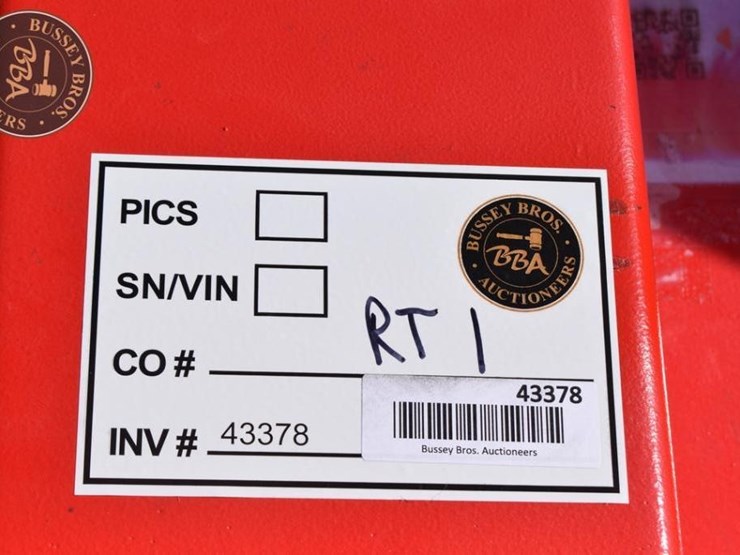 BUSSEY BROS.
BBA
ERS
PICS
BUSSEY BROS.
BBA
AUCTIONEERS
SN/VIN
RT 1
CO #
43378
INV # 43378
Bussey Bros. Auctioneers